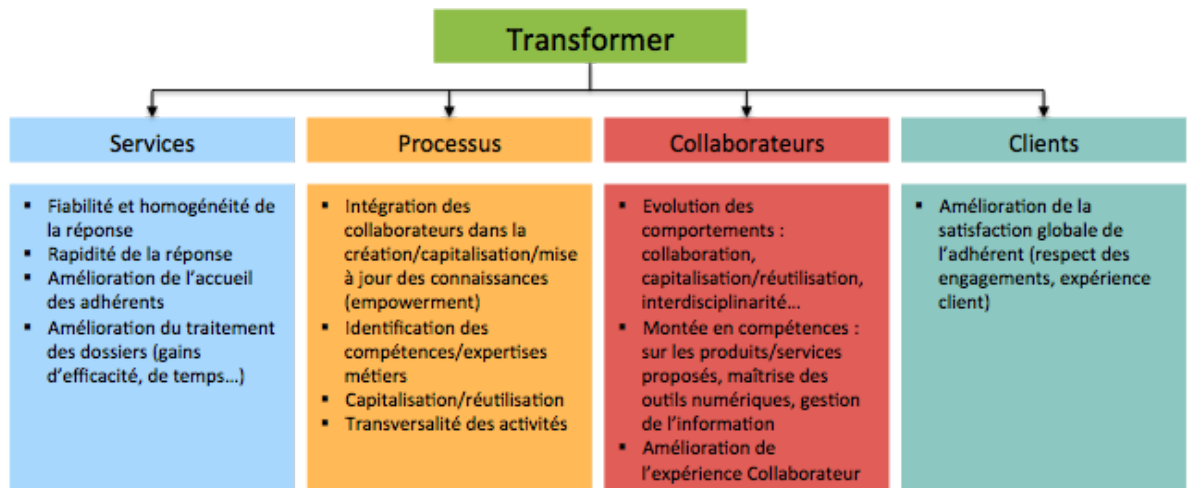 Transformer
Services
Processus
Collaborateurs
Clients
▪ Fiabilité et homogénéité de
la réponse
▪ Rapidité de la réponse
▪ Amélioration de l'accueil
des adhérents
▪ Amélioration du traitement
des dossiers (gains
d'efficacité, de temps...)
▪ Intégration des
collaborateurs dans la
création/capitalisation/mise
à jour des connaissances
(empowerment)
▪ Identification des
compétences/expertises
métiers
▪ Capitalisation/réutilisation
▪ Transversalité des activités
▪ Evolution des
comportements :
collaboration,
capitalisation/réutilisation,
interdisciplinarité...
▪ Montée en compétences :
sur les produits/services
proposés, maîtrise des
outils numériques, gestion
de l'information
▪ Amélioration de
l'expérience Collaborateur
▪ Amélioration de la
satisfaction globale de
l'adhérent (respect des
engagements, expérience
client)